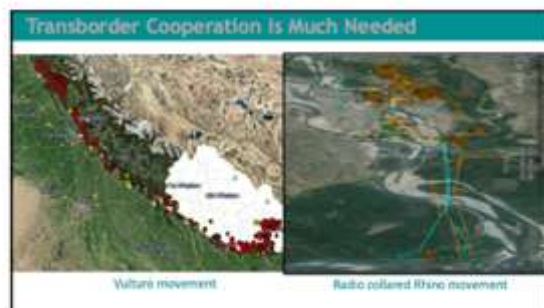 Transborder Cooperation Is Much Needed
Vulture movement
Radio collared Rhino movement